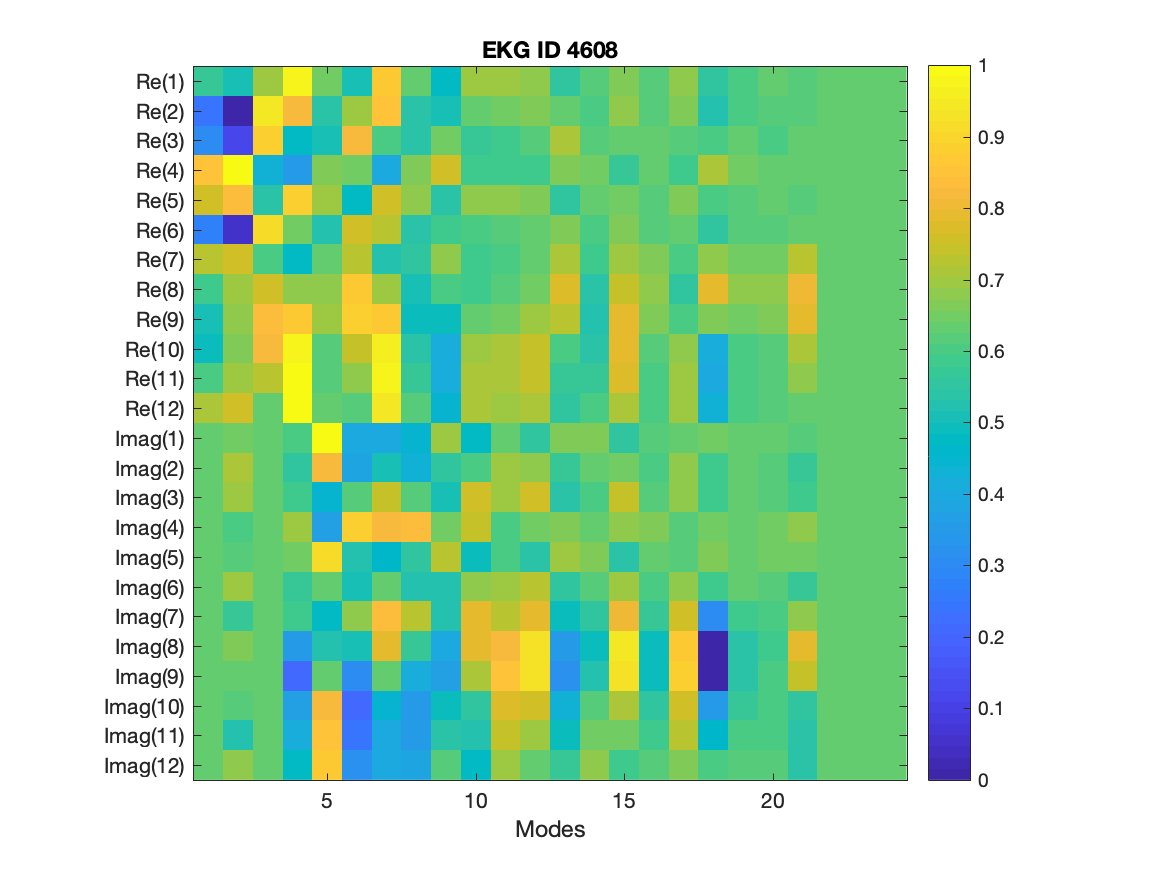 EKG ID 4608
Re(1)
Re(2)
Re(3)
Re(4)
Re(5)
Re(6)
Re(7)
Re(8)
Re(9)
Re(10)
Re(11)
Re(12)
Imag(1)
Imag(2)
Imag(3)
Imag(4)
Imag(5)
Imag(6)
Imag(7)
Imag(8)
Imag(9)
Imag(10)
Imag(11)
Imag(12)
5 10 15 20
Modes
1
0.9
0.8
0.7
0.6
0.5
0.4
0.3
0.2
0.1
0